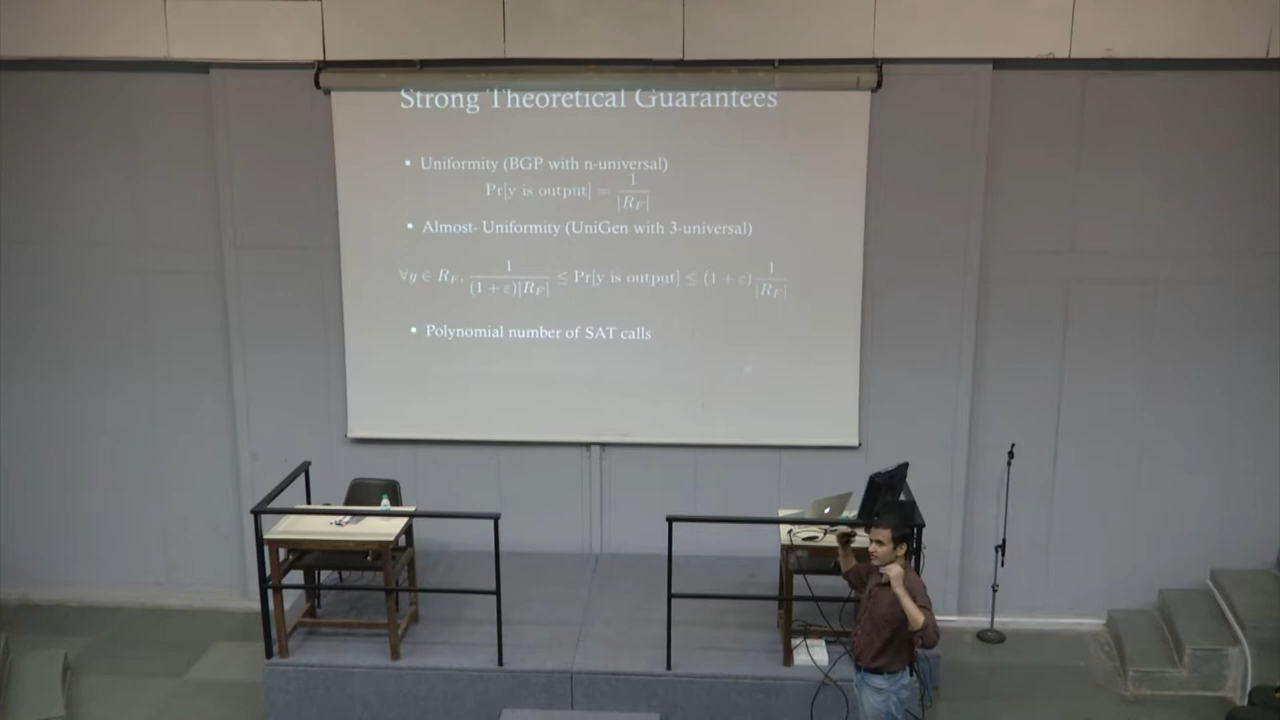 Strong Theoretical Guarantees
▪ Uniformity (BGP with n-universal)
Pr[y is output] = 1/|R_F|
▪ Almost- Uniformity (UniGen with 3-universal)
∀y ∈ R_F, 1/((1 + ε)|R_F|) ≤ Pr[y is output] ≤ (1 + ε) 1/|R_F|
▪ Polynomial number of SAT calls